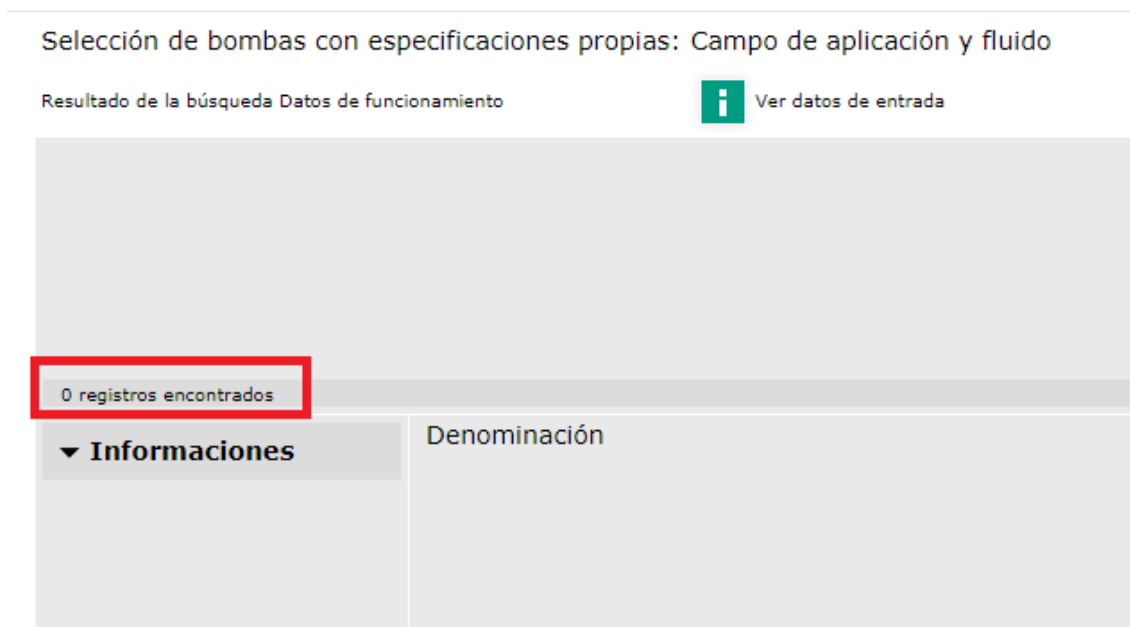 Selección de bombas con especificaciones propias: Campo de aplicación y fluido
Resultado de la búsqueda Datos de funcionamiento
Ver datos de entrada
0 registros encontrados
Informaciones
Denominación